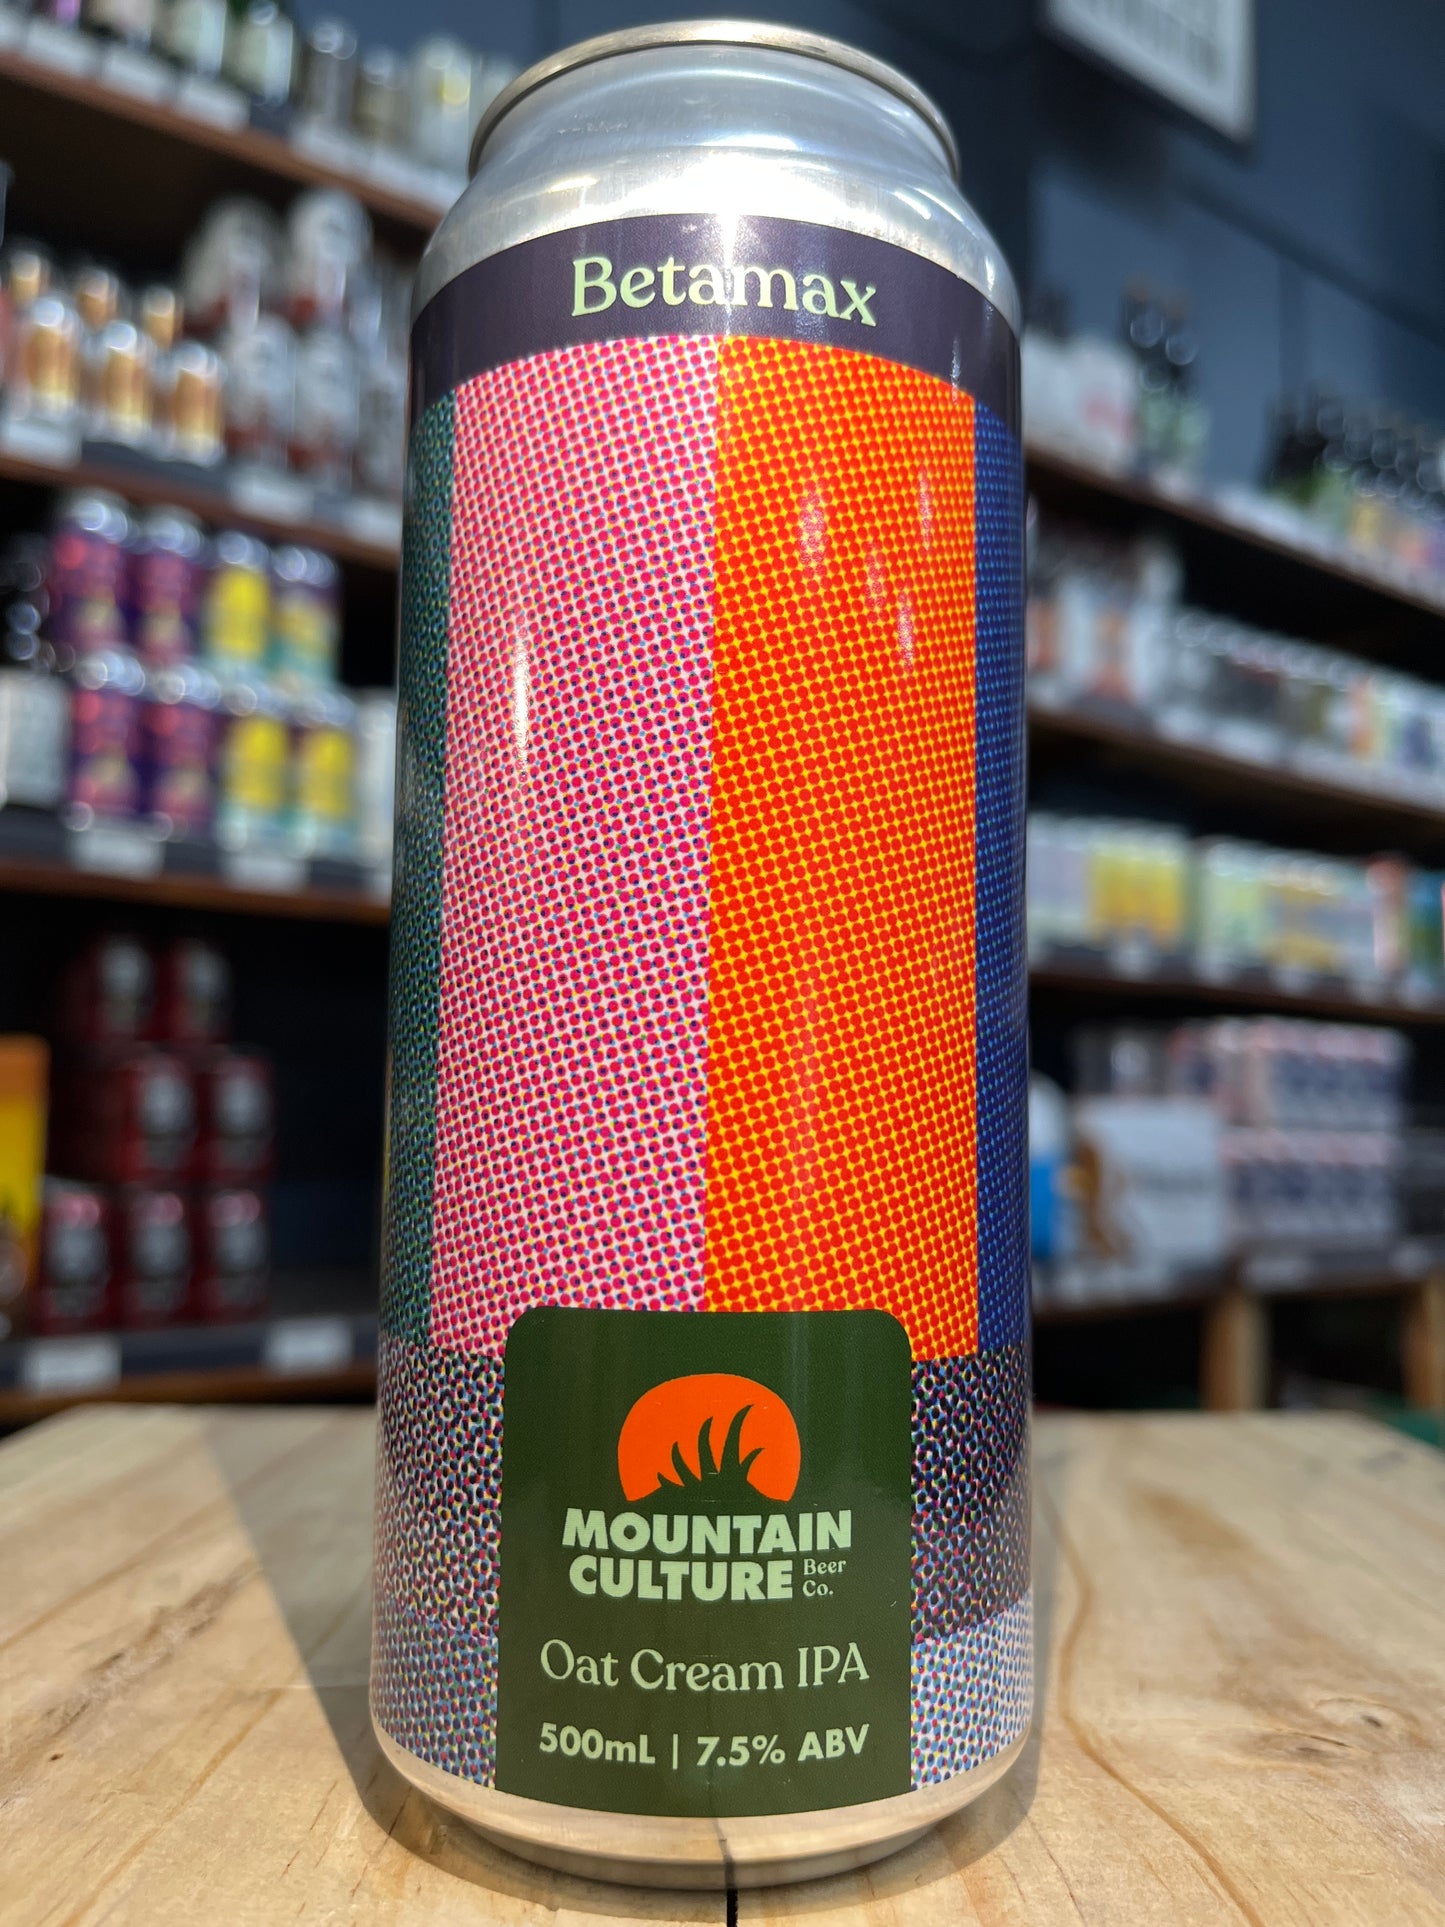 Betamax
MOUNTAIN
CULTURE Beer Co.
Oat Cream IPA
500mL | 7.5% ABV